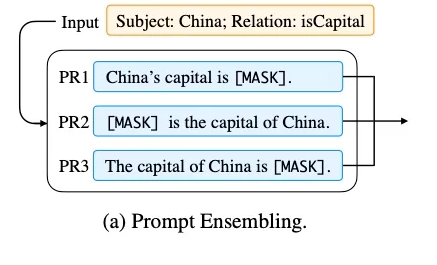 Input Subject: China; Relation: isCapital
PR1 China's capital is [MASK].
PR2 [MASK] is the capital of China.
PR3 The capital of China is [MASK].
(a) Prompt Ensembling.